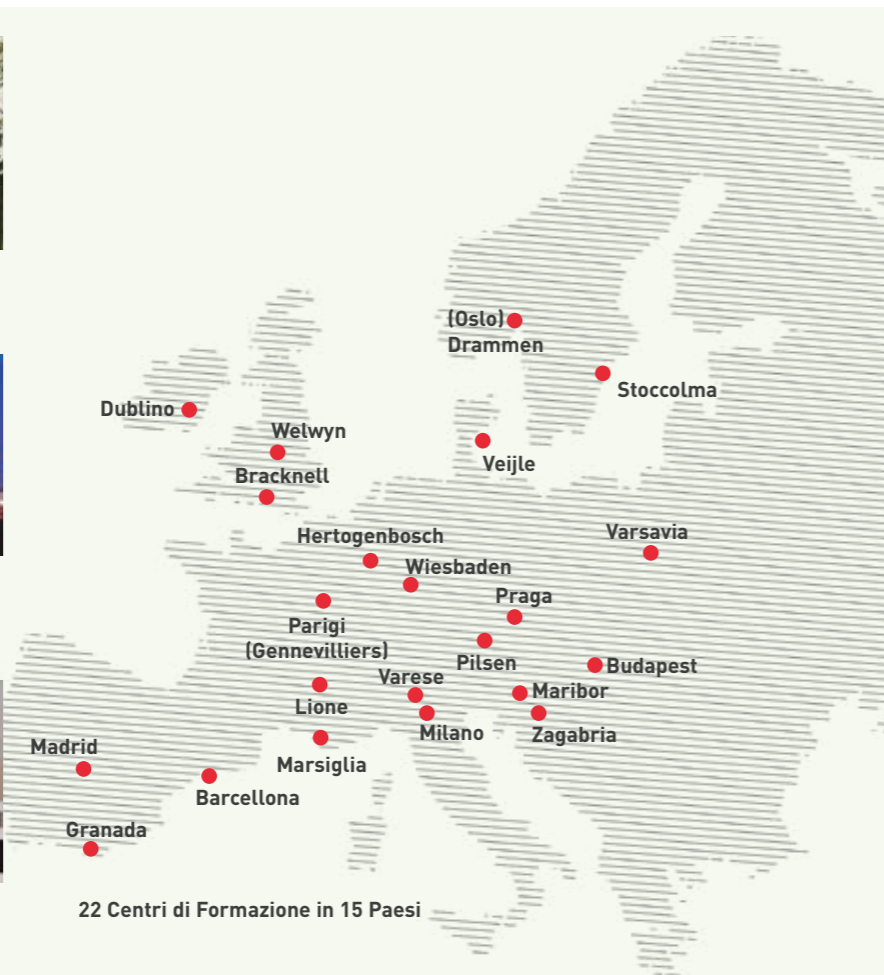 (Oslo)
Drammen
Stoccolma
Dublino
Welwyn
Veijle
Bracknell
Hertogenbosch
Varsavia
Wiesbaden
Praga
Parigi
(Gennevilliers)
Pilsen
Budapest
Varese
Maribor
Lione
Milano
Zagabria
Madrid
Marsiglia
Barcellona
Granada
22 Centri di Formazione in 15 Paesi